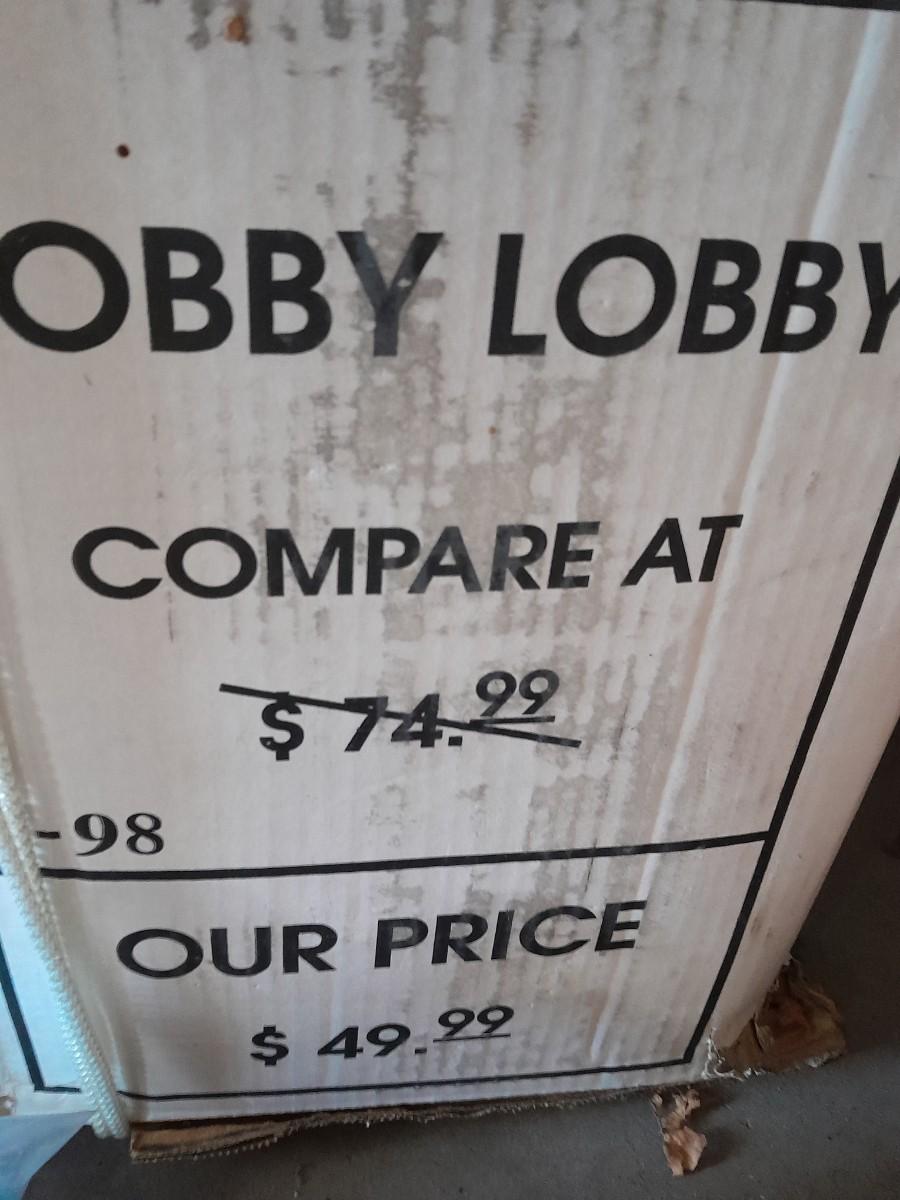 OBBY LOBBY
COMPARE AT
$ 74.99
-98
OUR PRICE
$ 49.99